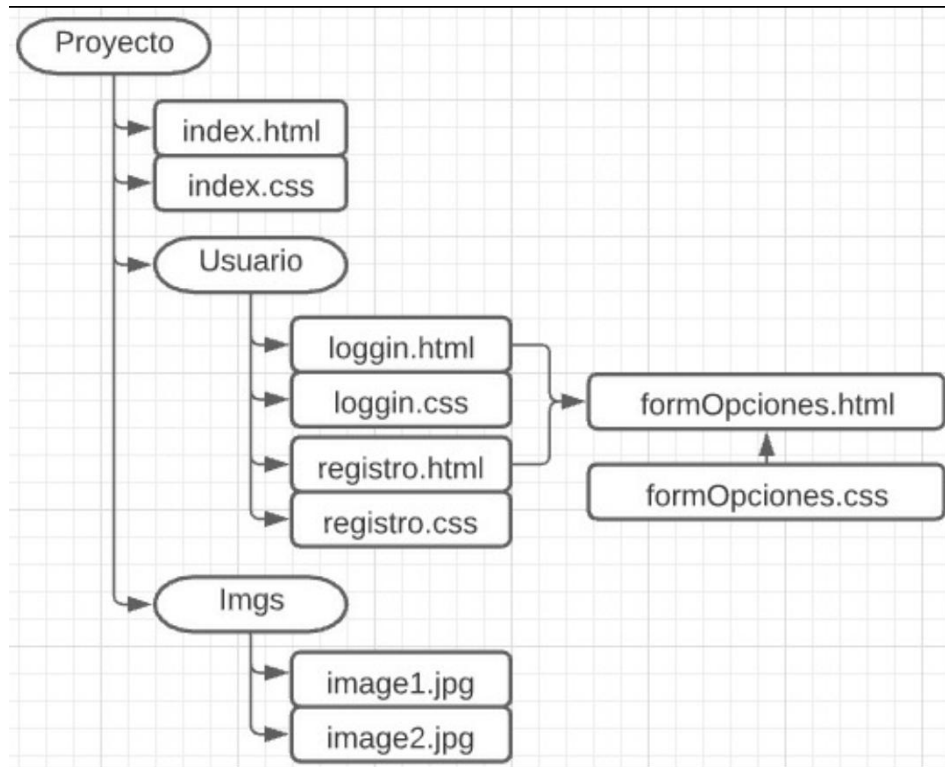 Proyecto
index.html
index.css
Usuario
loggin.html
loggin.css
registro.html
registro.css
formOpciones.html
formOpciones.css
Imgs
image1.jpg
image2.jpg